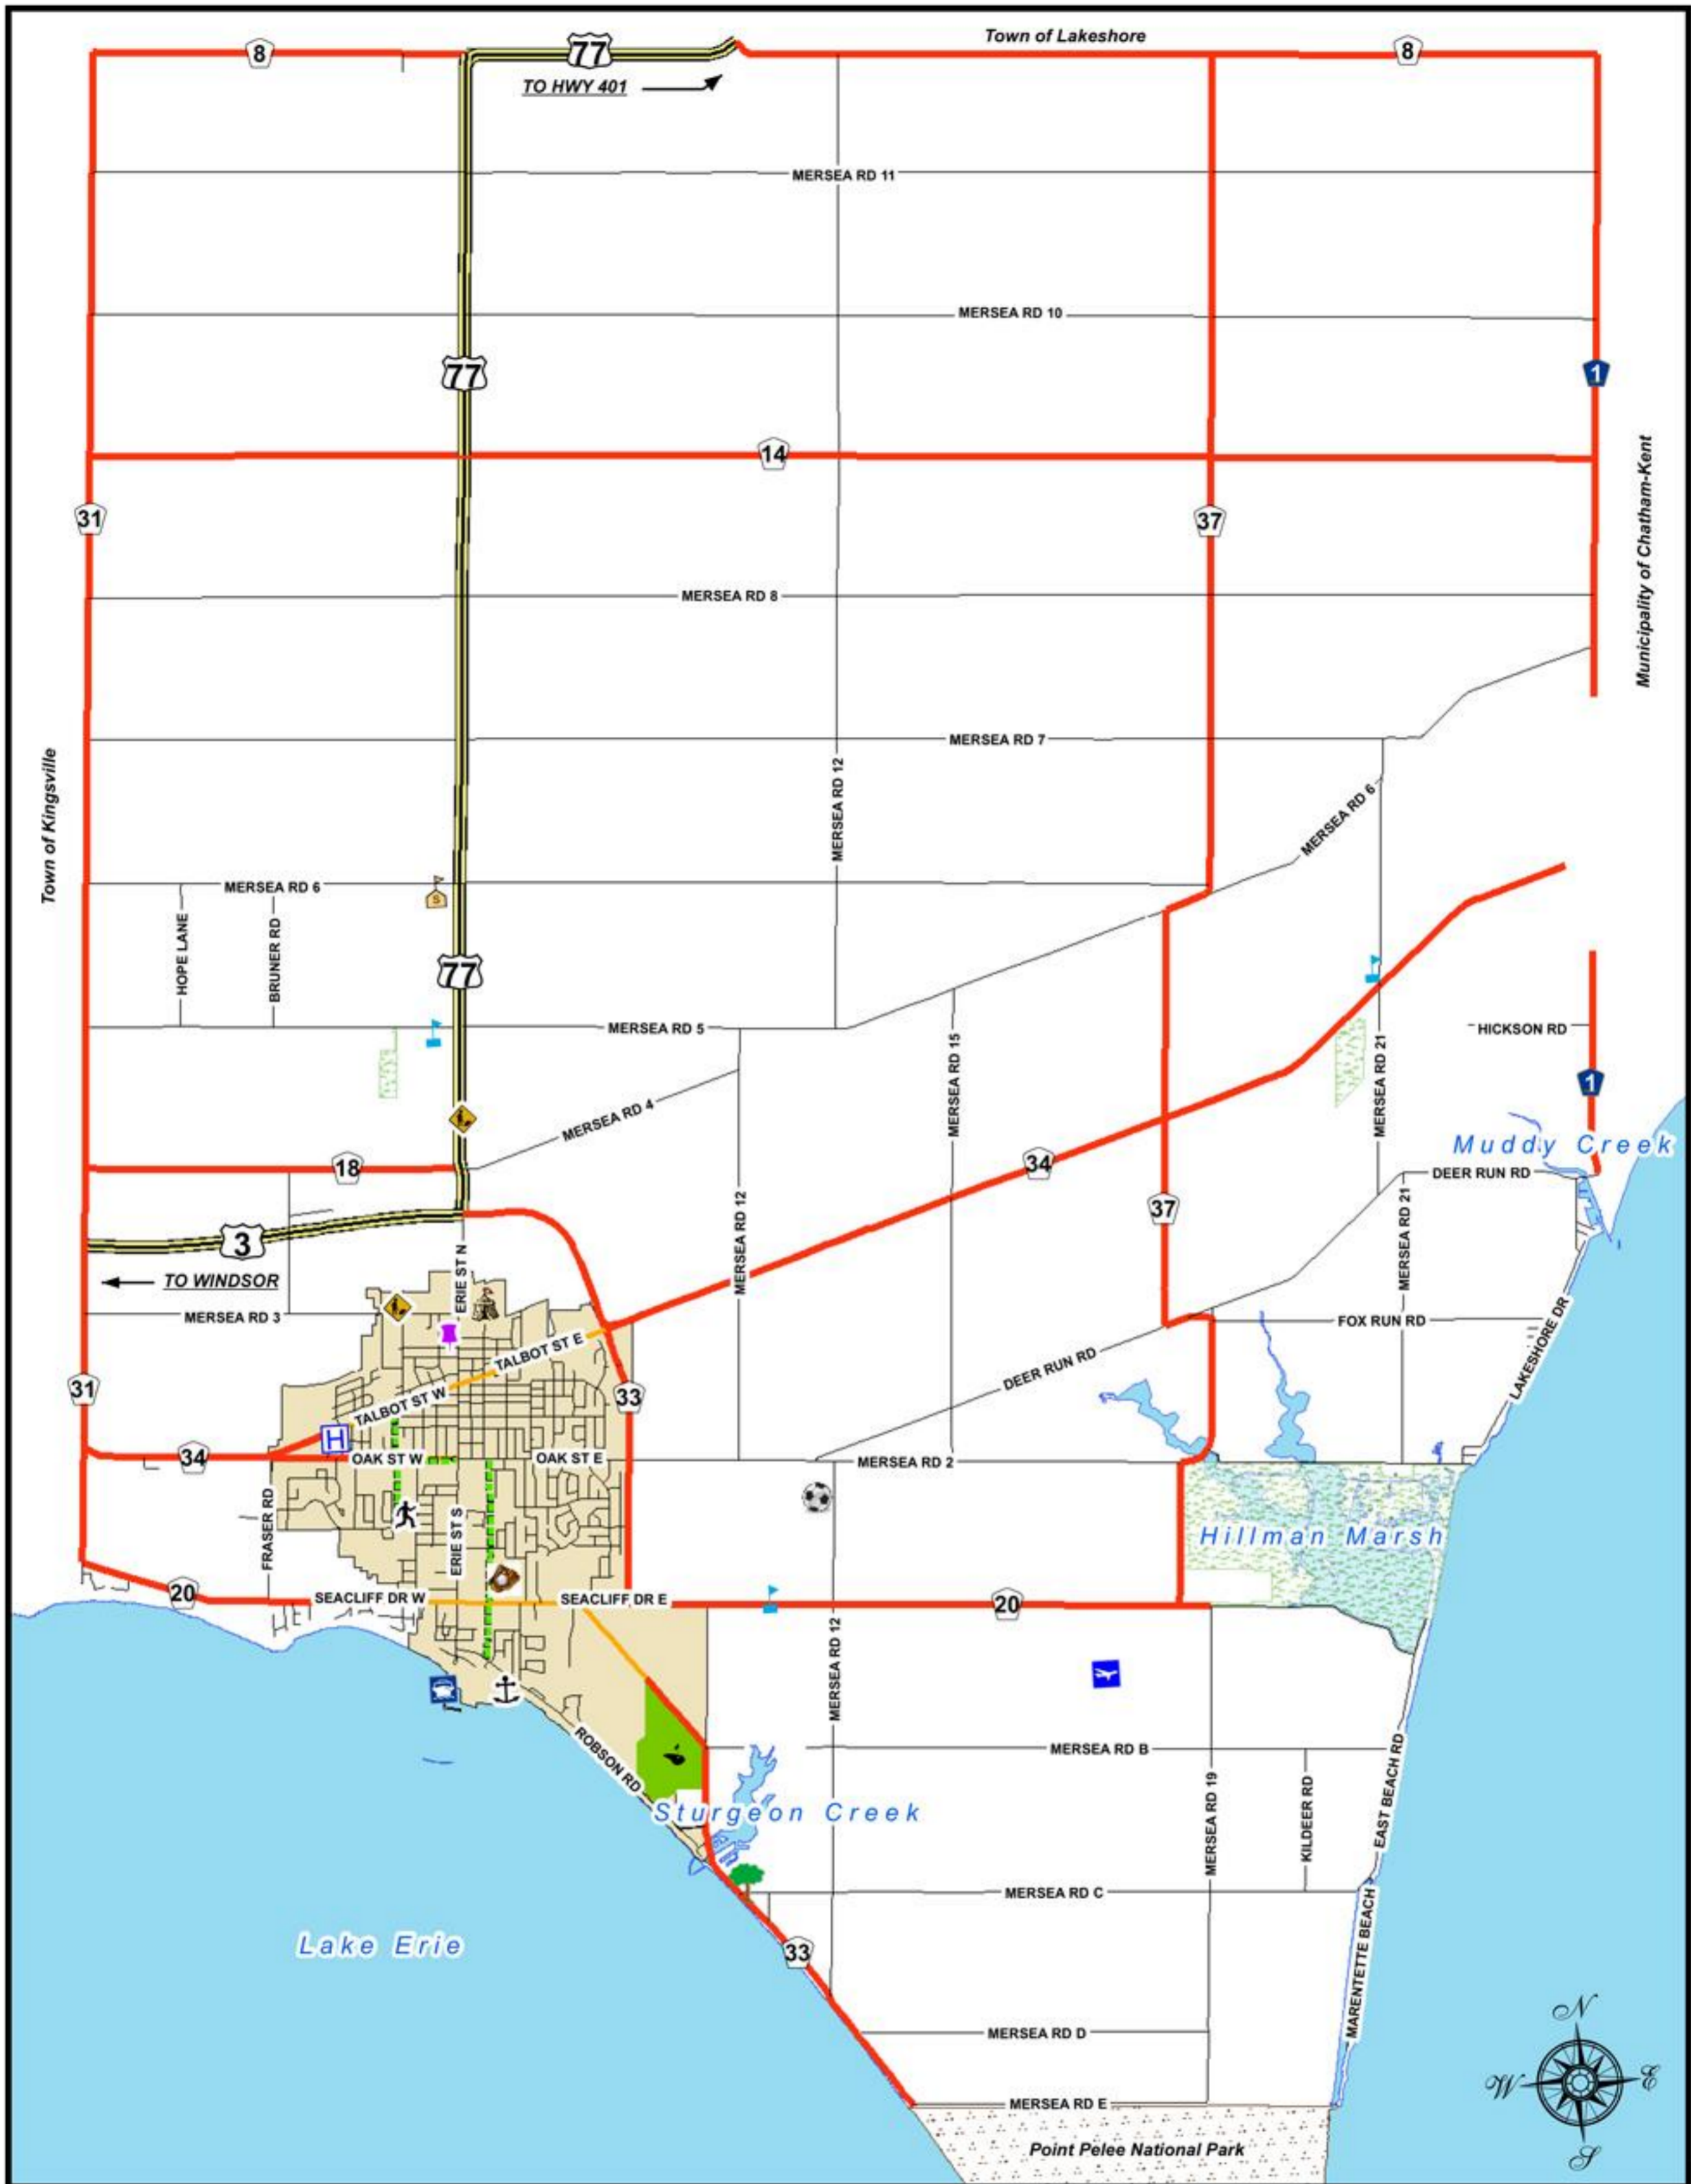 Town of Lakeshore
8
77
8
TO HWY 401
MERSEA RD 11
MERSEA RD 10
77
1
14
31
37
Municipality of Chatham-Kent
MERSEA RD 8
MERSEA RD 7
Town of Kingsville
MERSEA RD 12
MERSEA RD 6
MERSEA RD 6
S
HOPE LANE
BRUNER RD
77
MERSEA RD 5
MERSEA RD 15
MERSEA RD 21
HICKSON RD
1
MERSEA RD 4
Muddy Creek
18
34
DEER RUN RD
37
MERSEA RD 12
MERSEA RD 21
3
ERIE ST N
TO WINDSOR
MERSEA RD 3
FOX RUN RD
LAKESHORE DR
TALBOT ST E
DEER RUN RD
31
TALBOT ST W
33
H
34
OAK ST W
OAK ST E
MERSEA RD 2
FRASER RD
ERIE ST S
Hillman Marsh
20
SEACLIFF DR W
SEACLIFF DR E
20
MERSEA RD 12
ROBSON RD
MERSEA RD B
EAST BEACH RD
Sturgeon Creek
MERSEA RD 19
KILDEER RD
MERSEA RD C
Lake Erie
33
MARENTETTE BEACH
MERSEA RD D
MERSEA RD E
Point Pelee National Park
N
W
E
S